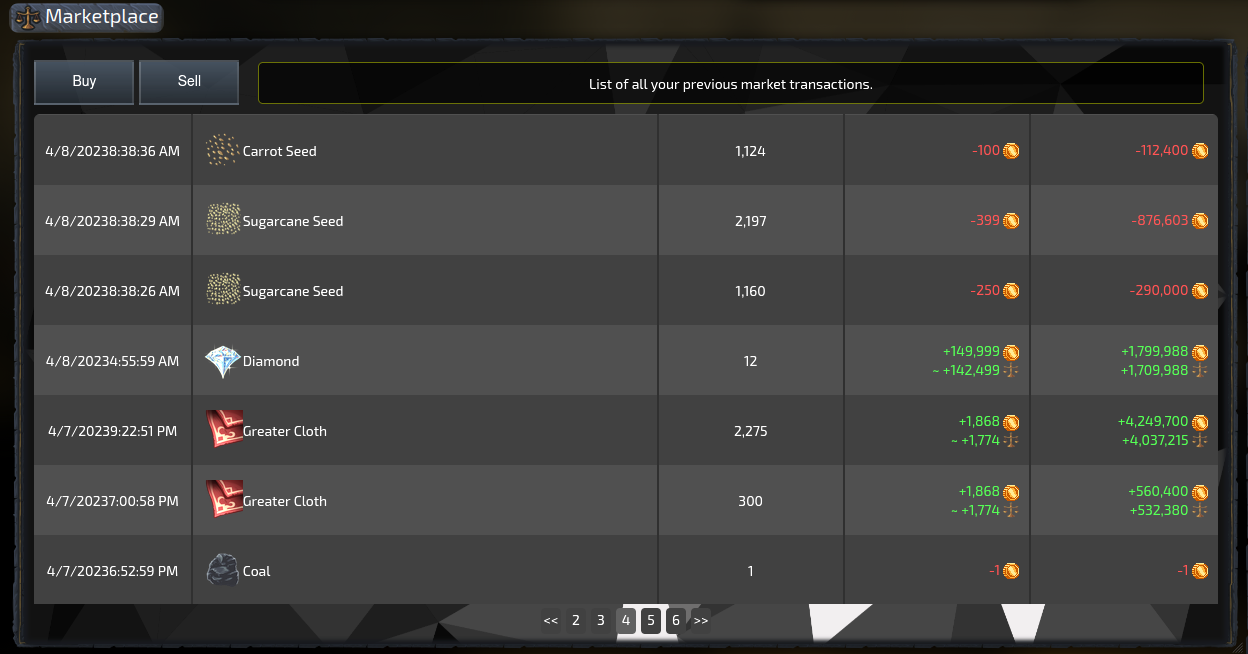 Marketplace
Buy
Sell
List of all your previous market transactions.
4/8/20238:38:36 AM Carrot Seed 1,124 -100 -112,400
4/8/20238:38:29 AM Sugarcane Seed 2,197 -399 -876,603
4/8/20238:38:26 AM Sugarcane Seed 1,160 -250 -290,000
4/8/20234:55:59 AM Diamond 12 +149,999 +1,799,988
~ +142,499 +1,709,988
4/7/20239:22:51 PM Greater Cloth 2,275 +1,868 +4,249,700
~ +1,774 +4,037,215
4/7/20237:00:58 PM Greater Cloth 300 +1,868 +560,400
~ +1,774 +532,380
4/7/20236:52:59 PM Coal 1 -1 -1
<< 2 3 4 5 6 >>